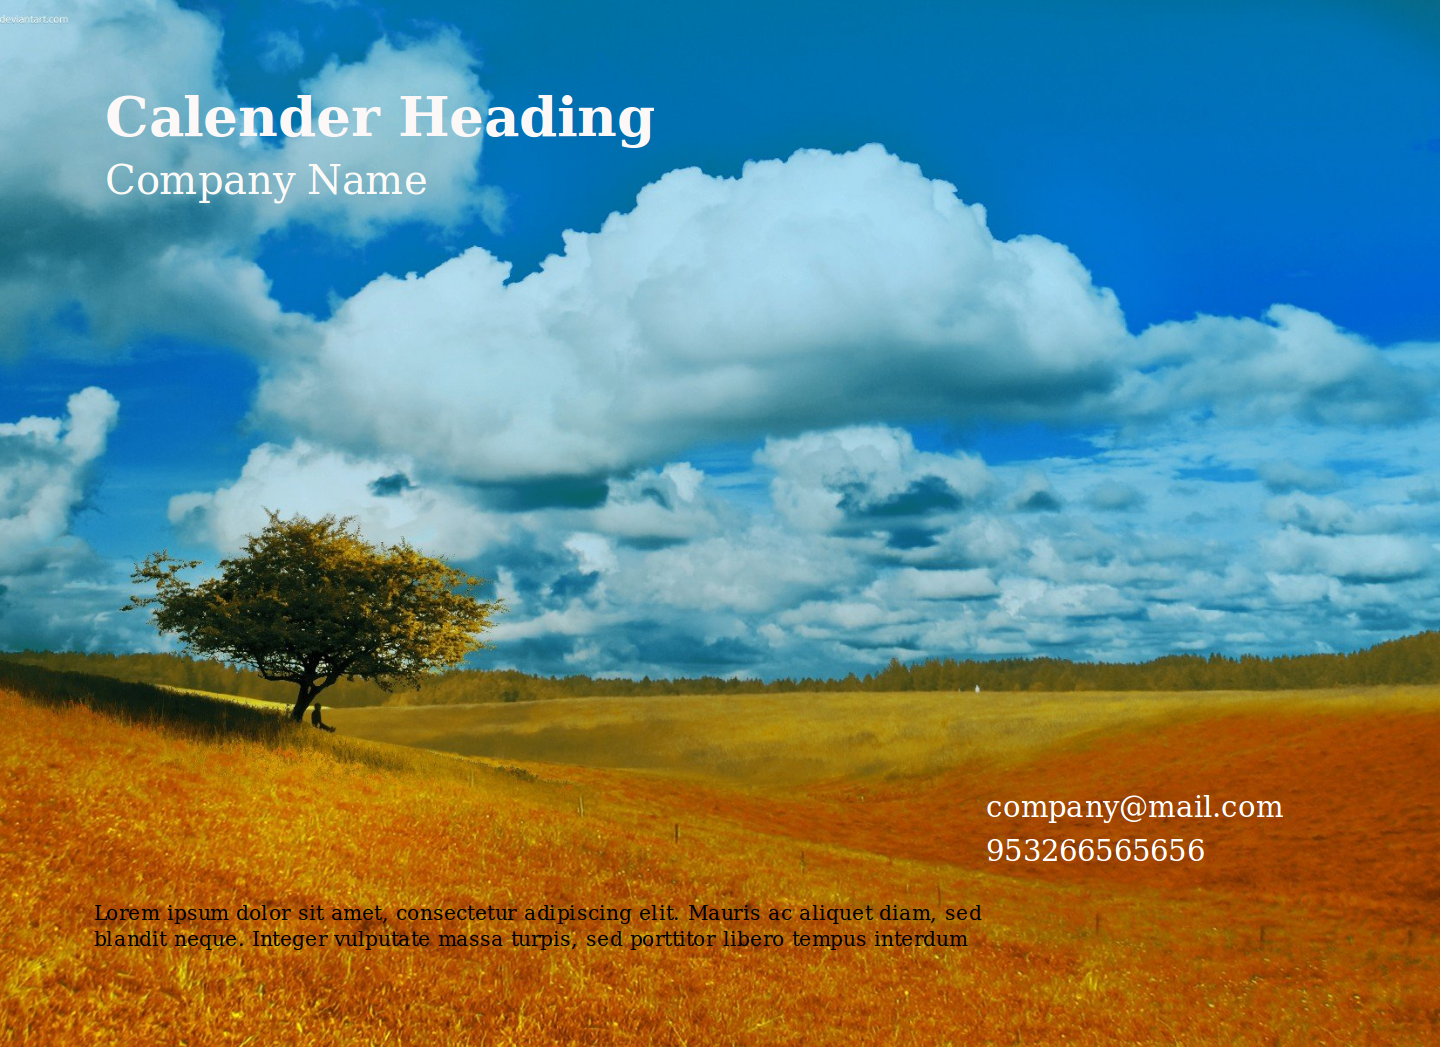 deviantart.com
Calender Heading
Company Name
company@mail.com
953266565656
Lorem ipsum dolor sit amet, consectetur adipiscing elit. Mauris ac aliquet diam, sed
blandit neque. Integer vulputate massa turpis, sed porttitor libero tempus interdum